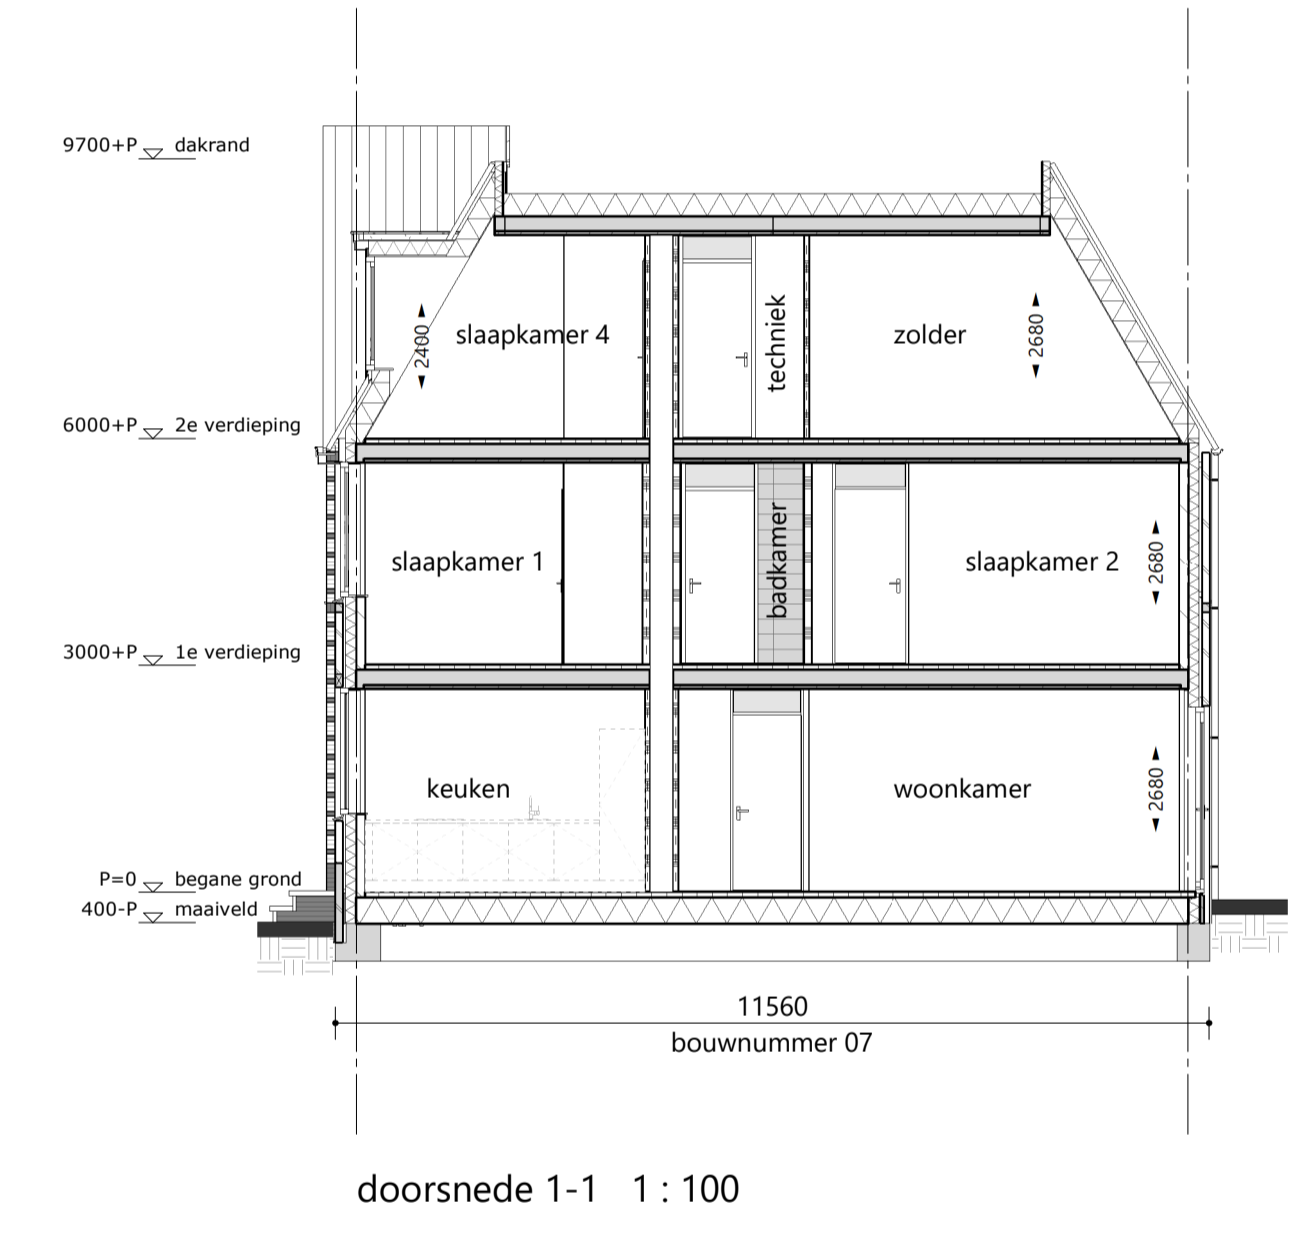 9700+P dakrand
2400
slaapkamer 4
techniek
zolder
2680
6000+P 2e verdieping
slaapkamer 1
badkamer
slaapkamer 2
2680
3000+P 1e verdieping
keuken
woonkamer
2680
P=0 begane grond
400-P maaiveld
11560
bouwnummer 07
doorsnede 1-1 1 : 100